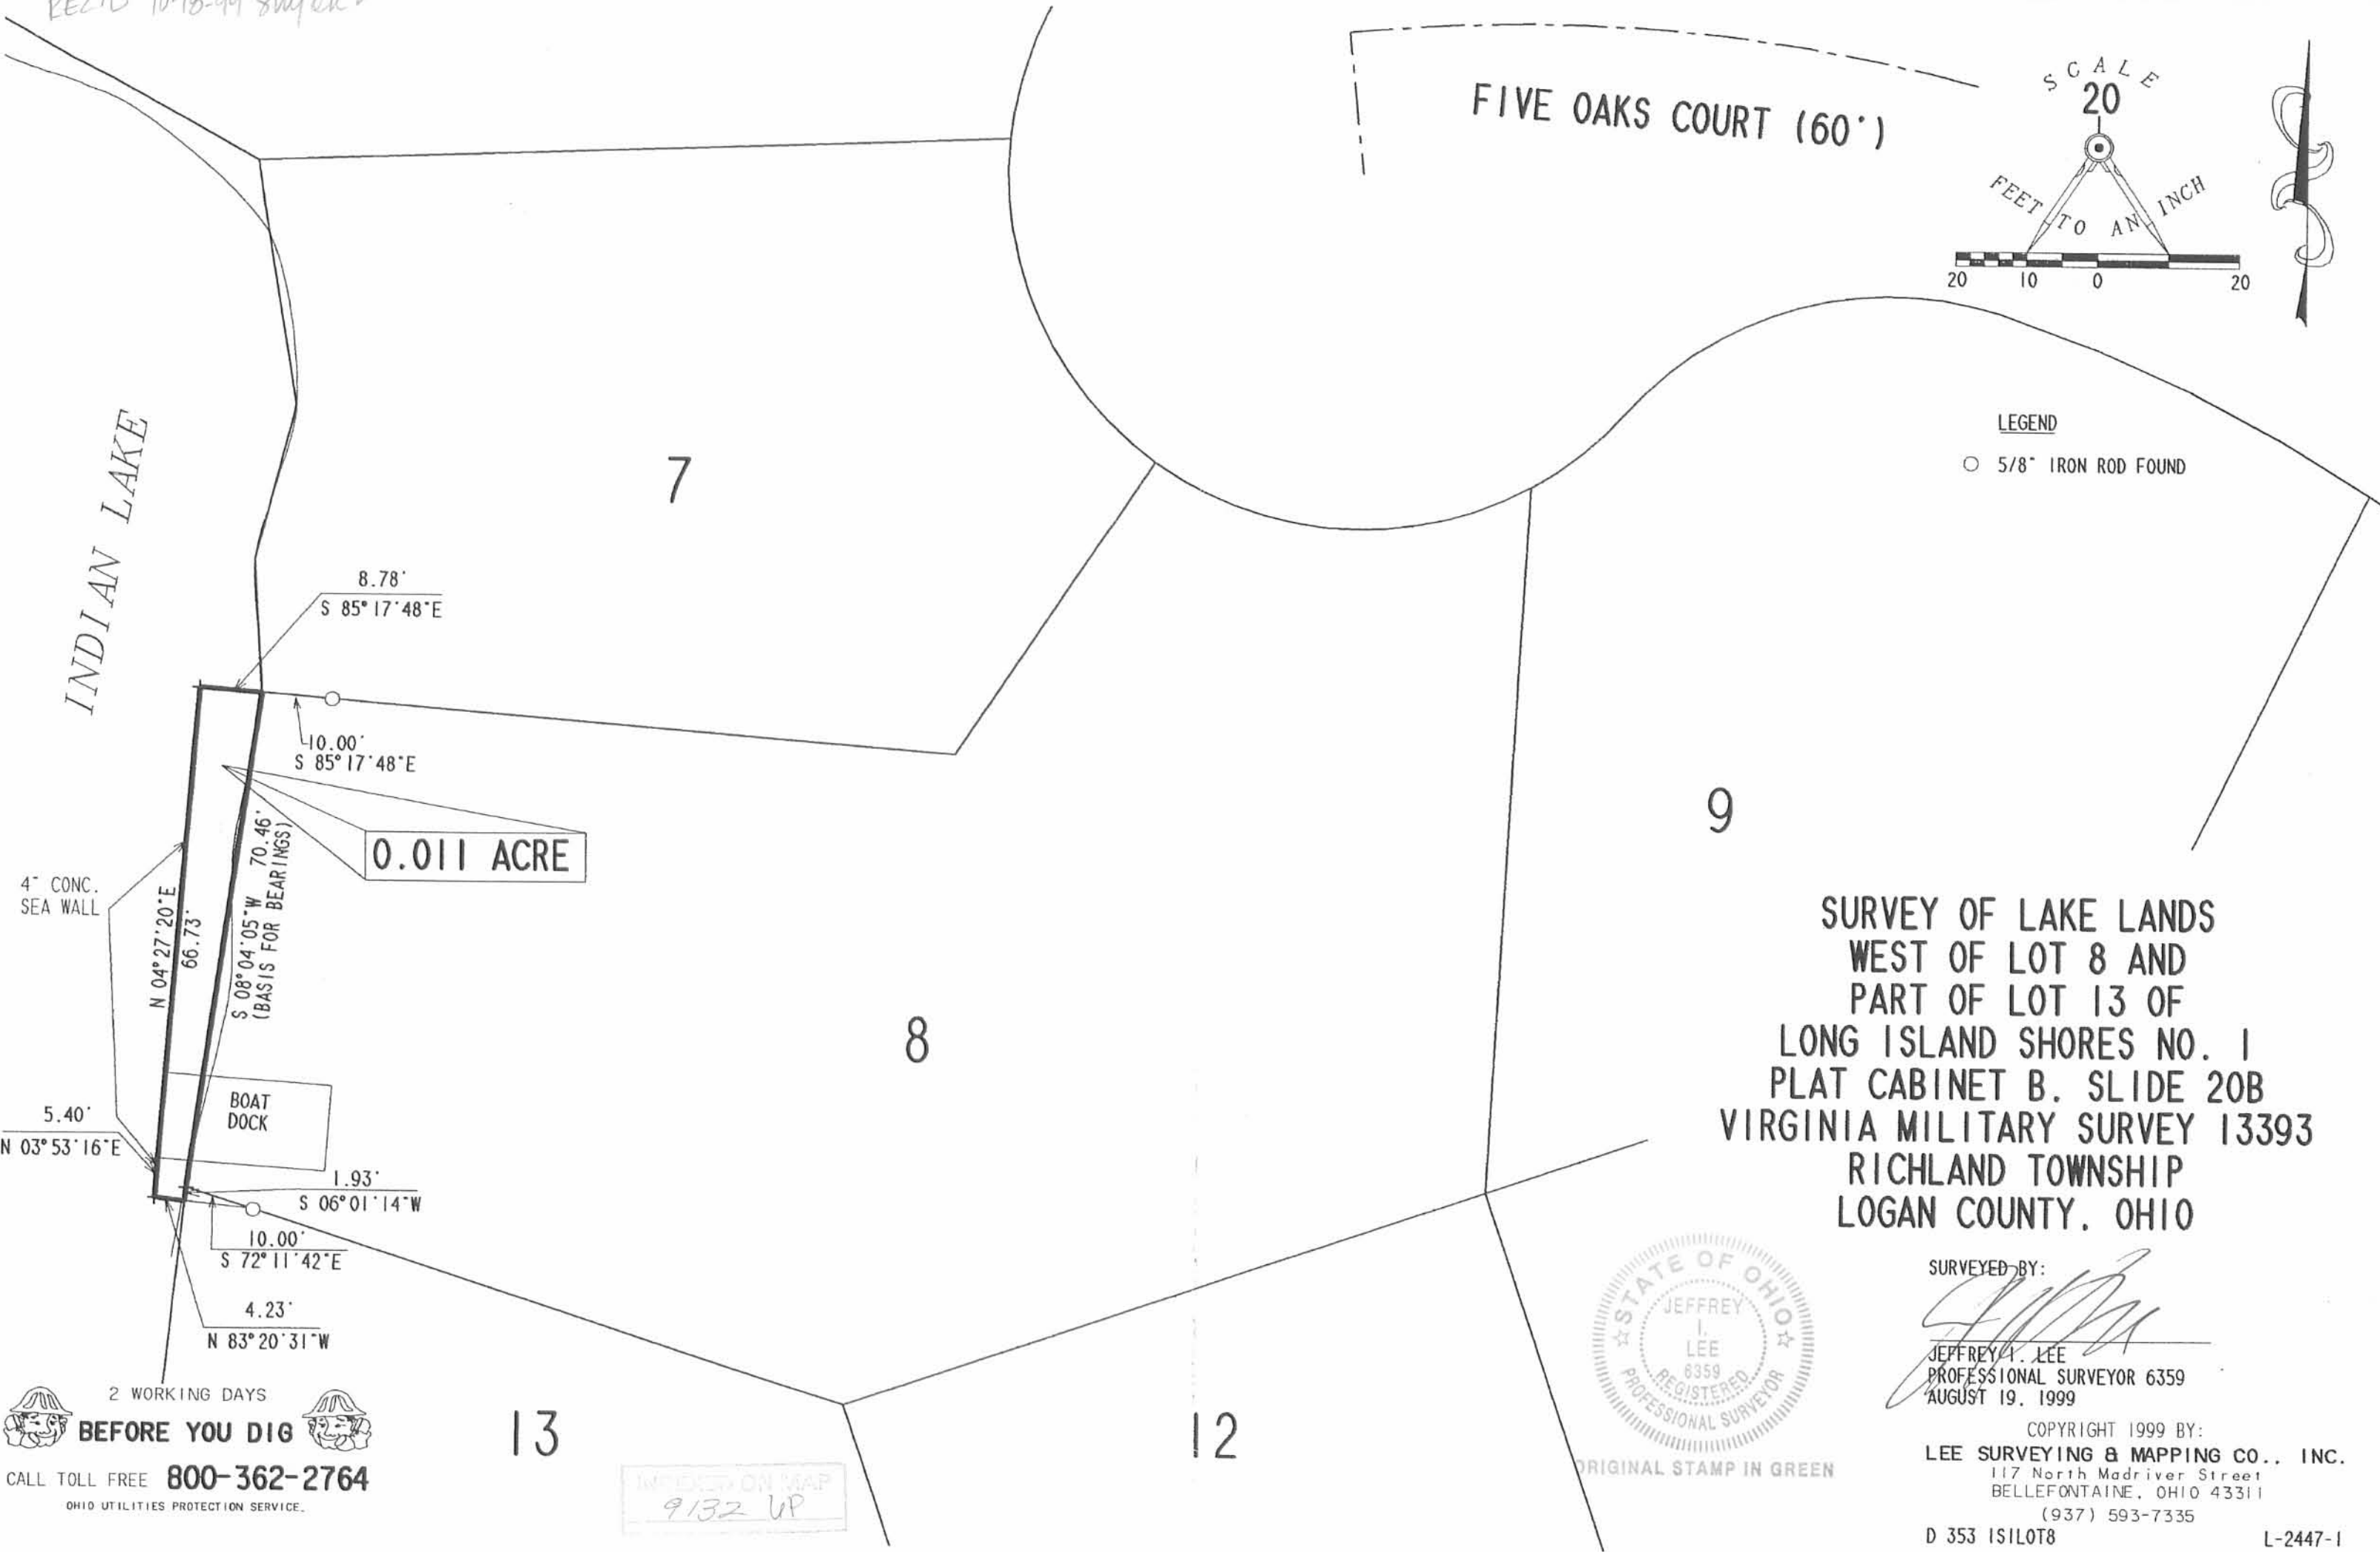 REC'D 10-18-99
FIVE OAKS COURT (60')
SCALE
20
FEET TO AN INCH
20 10 0 20
LEGEND
5/8" IRON ROD FOUND
INDIAN LAKE
7
8.78'
S 85°17'48"E
10.00'
S 85°17'48"E
0.011 ACRE
9
4" CONC.
SEA WALL
N 04°27'20"E
66.73'
S 08°04'05"W 70.46'
(BASIS FOR BEARINGS)
8
BOAT
DOCK
5.40'
N 03°53'16"E
1.93'
S 06°01'14"W
10.00'
S 72°11'42"E
4.23'
N 83°20'31"W
SURVEY OF LAKE LANDS
WEST OF LOT 8 AND
PART OF LOT 13 OF
LONG ISLAND SHORES NO. 1
PLAT CABINET B, SLIDE 20B
VIRGINIA MILITARY SURVEY 13393
RICHLAND TOWNSHIP
LOGAN COUNTY, OHIO
STATE OF OHIO
JEFFREY
I.
LEE
6359
REGISTERED
PROFESSIONAL SURVEYOR
ORIGINAL STAMP IN GREEN
SURVEYED BY:
JEFFREY I. LEE
PROFESSIONAL SURVEYOR 6359
AUGUST 19, 1999
COPYRIGHT 1999 BY:
LEE SURVEYING & MAPPING CO., INC.
117 North Madriver Street
BELLEFONTAINE, OHIO 43311
(937) 593-7335
D 353 ISILOT8 L-2447-1
2 WORKING DAYS
BEFORE YOU DIG
CALL TOLL FREE 800-362-2764
OHIO UTILITIES PROTECTION SERVICE.
13
12
ON MAP
9132 UP